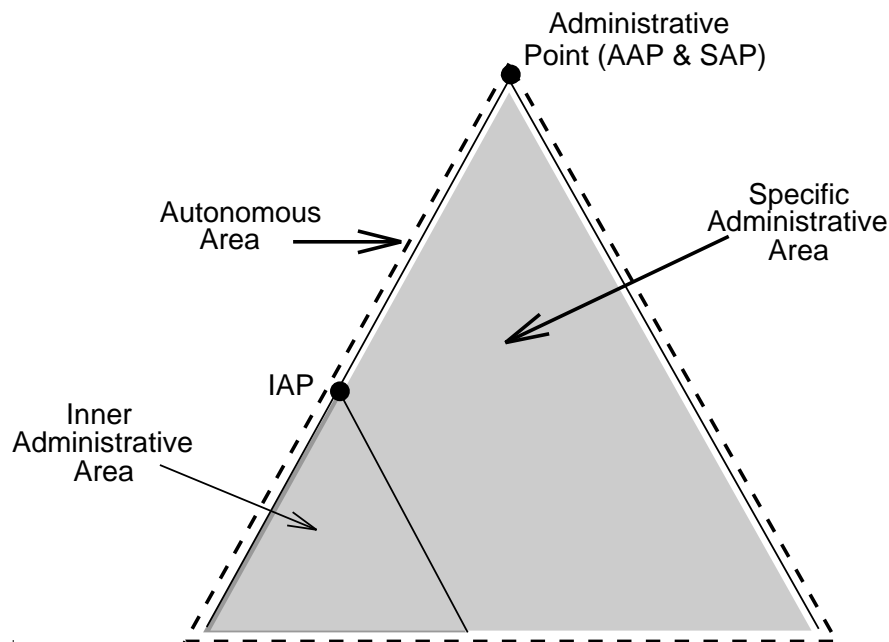 Administrative
Point (AAP & SAP)
Specific
Administrative
Area
Autonomous
Area
IAP
Inner
Administrative
Area